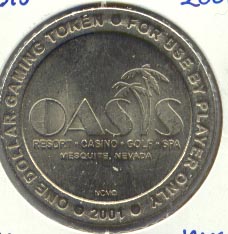 ONE DOLLAR GAMING TOKEN • FOR USE BY PLAYER ONLY
OASIS
RESORT · CASINO · GOLF · SPA
MESQUITE, NEVADA
• 2001 •